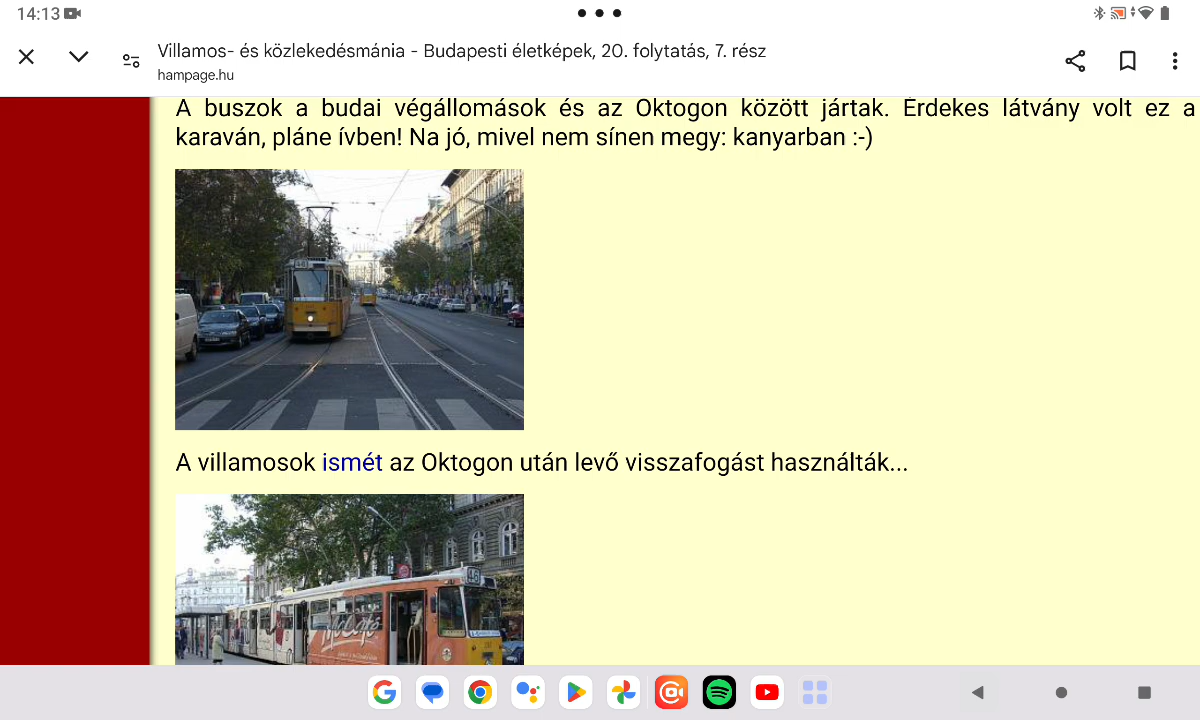 14:13
Villamos- és közlekedésmánia - Budapesti életképek, 20. folytatás, 7. rész
hampage.hu
A buszok a budai végállomások és az Oktogon között jártak. Érdekes látvány volt ez a
karaván, pláne ívben! Na jó, mivel nem sínen megy: kanyarban :-)
A villamosok ismét az Oktogon után levő visszafogást használták...
McCafé